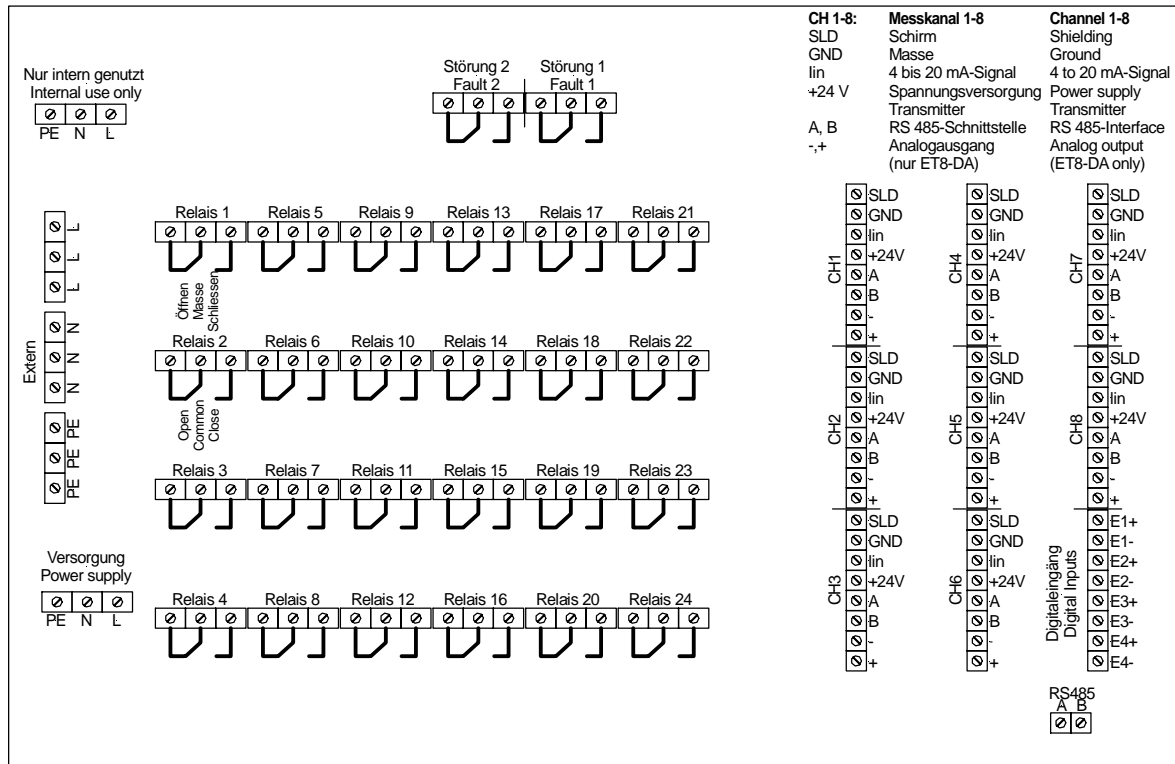 CH 1-8: Messkanal 1-8 Channel 1-8
SLD Schirm Shielding
GND Masse Ground
Iin 4 bis 20 mA-Signal 4 to 20 mA-Signal
+24 V Spannungsversorgung Power supply
Transmitter Transmitter
A, B RS 485-Schnittstelle RS 485-Interface
-,+ Analogausgang Analog output
(nur ET8-DA) (ET8-DA only)
Nur intern genutzt
Internal use only
PE N L
Störung 2 Störung 1
Fault 2 Fault 1
Extern
L
L
L
N
N
N
PE
PE
PE
Versorgung
Power supply
PE N L
Relais 1 Relais 5 Relais 9 Relais 13 Relais 17 Relais 21
Öffnen
Masse
Schliessen
Relais 2 Relais 6 Relais 10 Relais 14 Relais 18 Relais 22
Open
Common
Close
Relais 3 Relais 7 Relais 11 Relais 15 Relais 19 Relais 23
Relais 4 Relais 8 Relais 12 Relais 16 Relais 20 Relais 24
CH1
SLD
GND
Iin
+24V
A
B
-
+
CH2
SLD
GND
Iin
+24V
A
B
-
+
CH3
SLD
GND
Iin
+24V
A
B
-
+
CH4
SLD
GND
Iin
+24V
A
B
-
+
CH5
SLD
GND
Iin
+24V
A
B
-
+
CH6
SLD
GND
Iin
+24V
A
B
-
+
CH7
SLD
GND
Iin
+24V
A
B
-
+
CH8
SLD
GND
Iin
+24V
A
B
-
+
Digitaleingäng
Digital Inputs
E1+
E1-
E2+
E2-
E3+
E3-
E4+
E4-
RS485
A B